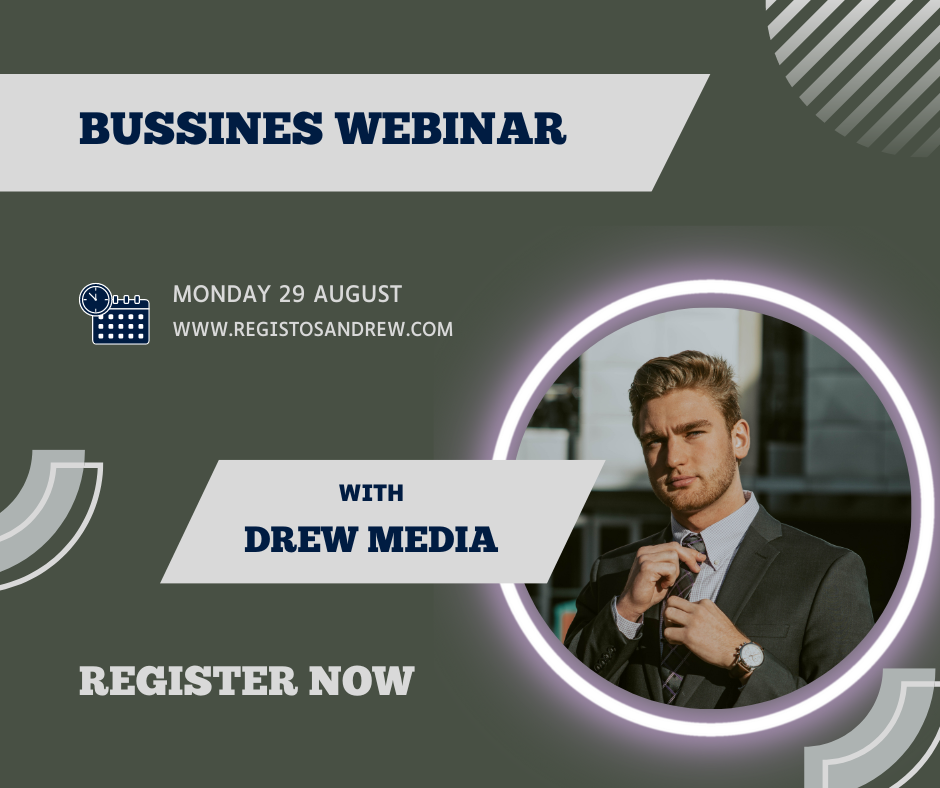 BUSSINES WEBINAR
MONDAY 29 AUGUST
WWW.REGISTOSANDREW.COM
WITH
DREW MEDIA
REGISTER NOW